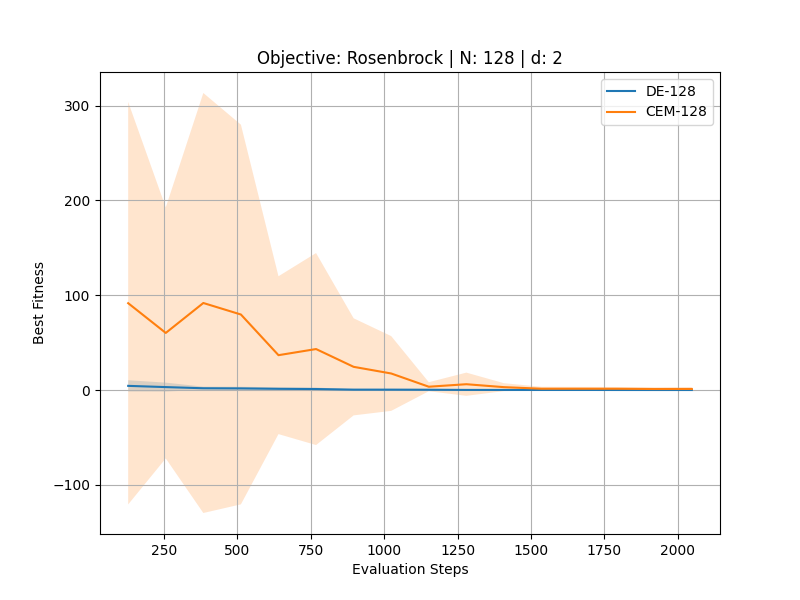 Objective: Rosenbrock | N: 128 | d: 2
DE-128
CEM-128
300
200
100
0
−100
Best Fitness
250 500 750 1000 1250 1500 1750 2000
Evaluation Steps